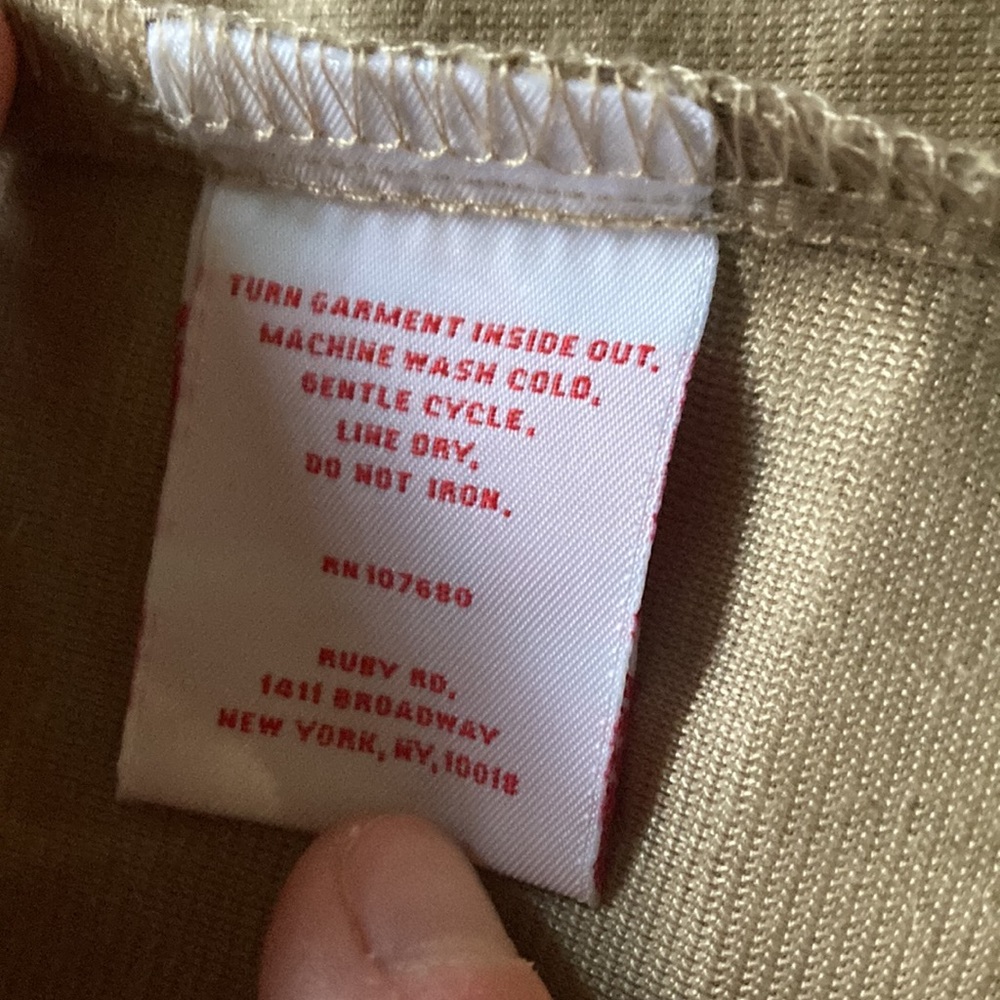 TURN GARMENT INSIDE OUT.
MACHINE WASH COLD.
GENTLE CYCLE.
LINE DRY.
DO NOT IRON.
RN 107680
RUBY RD.
1411 BROADWAY
NEW YORK, NY, 10018